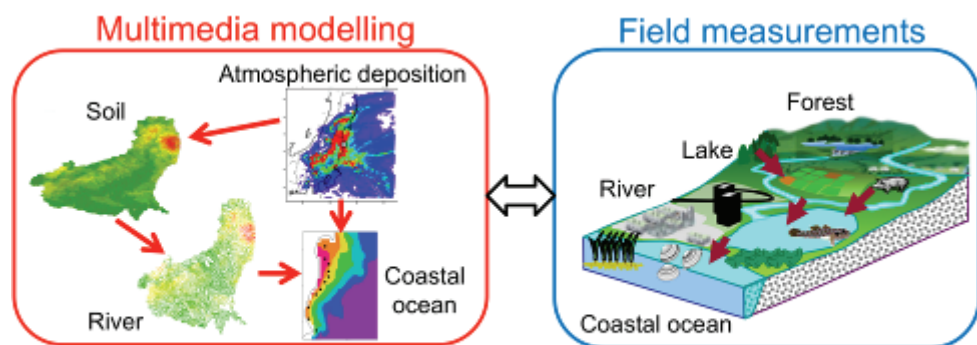 Multimedia modelling
Atmospheric deposition
Soil
River
Coastal
ocean
Field measurements
Forest
Lake
River
Coastal ocean